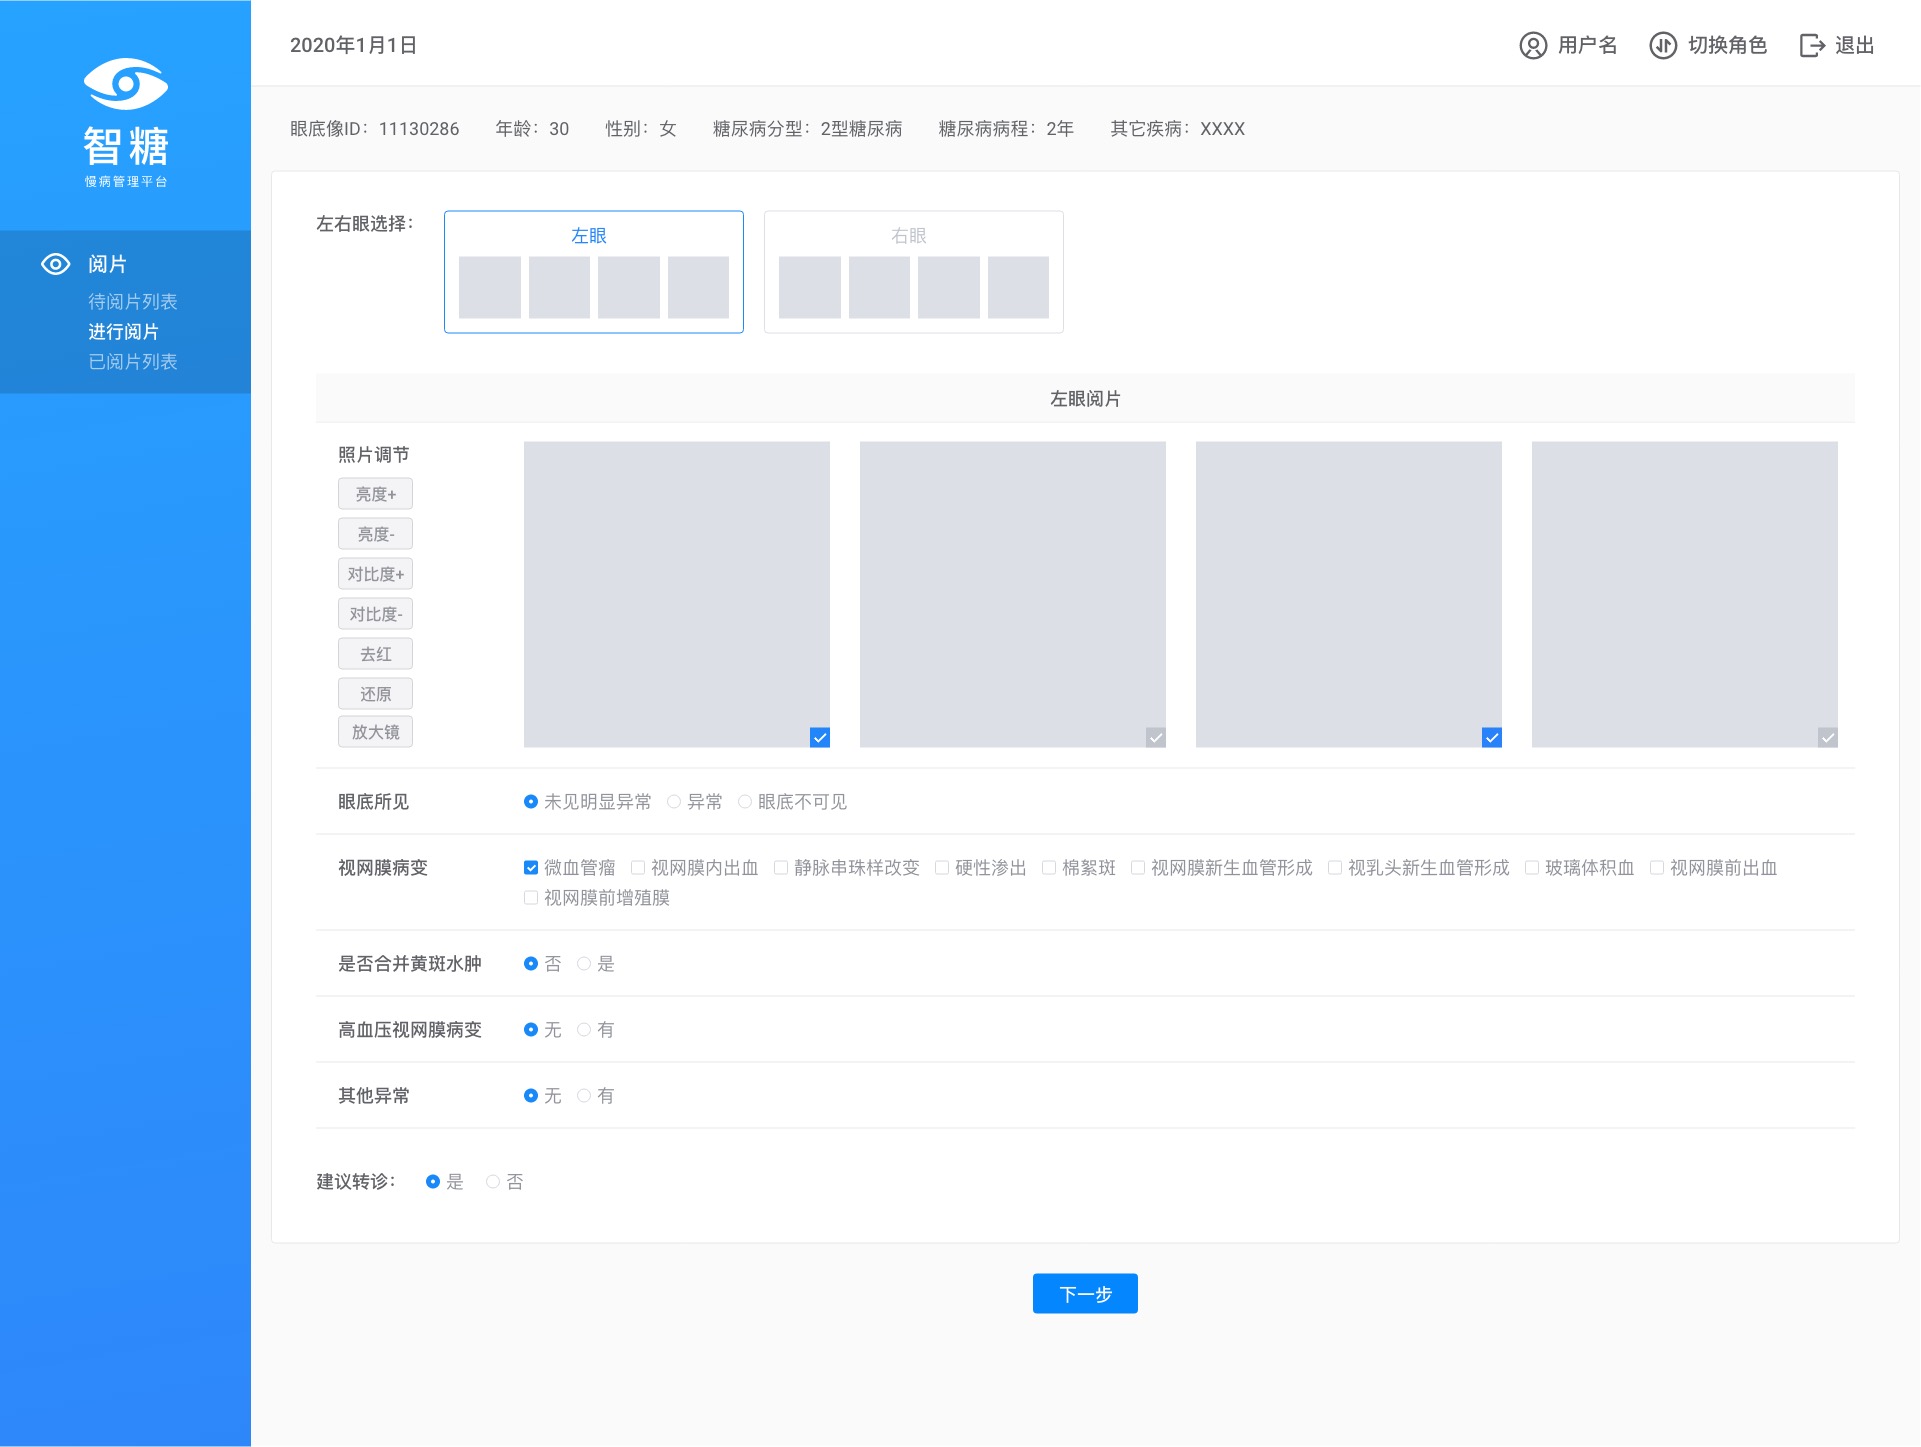 智糖
慢病管理平台
阅片
待阅片列表
进行阅片
已阅片列表
2020年1月1日
用户名
切换角色
退出
眼底像ID：11130286 年龄：30 性别：女 糖尿病分型：2型糖尿病 糖尿病病程：2年 其它疾病：XXXX
左右眼选择：
左眼
右眼
左眼阅片
照片调节
亮度+
亮度-
对比度+
对比度-
去红
还原
放大镜
眼底所见 未见明显异常 异常 眼底不可见
视网膜病变 微血管瘤 视网膜内出血 静脉串珠样改变 硬性渗出 棉絮斑 视网膜新生血管形成 视乳头新生血管形成 玻璃体积血 视网膜前出血
视网膜前增殖膜
是否合并黄斑水肿 否 是
高血压视网膜病变 无 有
其他异常 无 有
建议转诊： 是 否
下一步